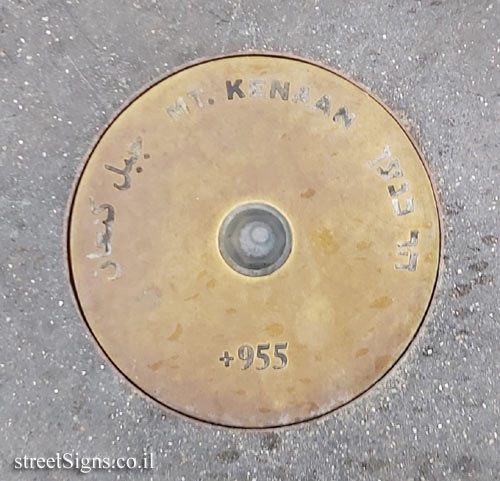 MT. KENAAN
جبل كنعان
הר כנען
+955
streetSigns.co.il